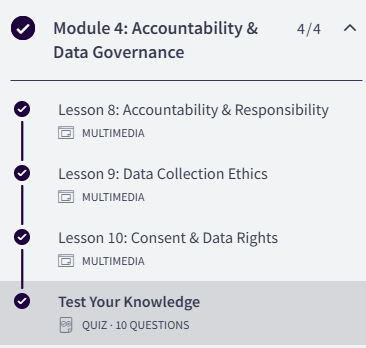 Module 4: Accountability & 4/4
Data Governance
Lesson 8: Accountability & Responsibility
MULTIMEDIA
Lesson 9: Data Collection Ethics
MULTIMEDIA
Lesson 10: Consent & Data Rights
MULTIMEDIA
Test Your Knowledge
QUIZ · 10 QUESTIONS